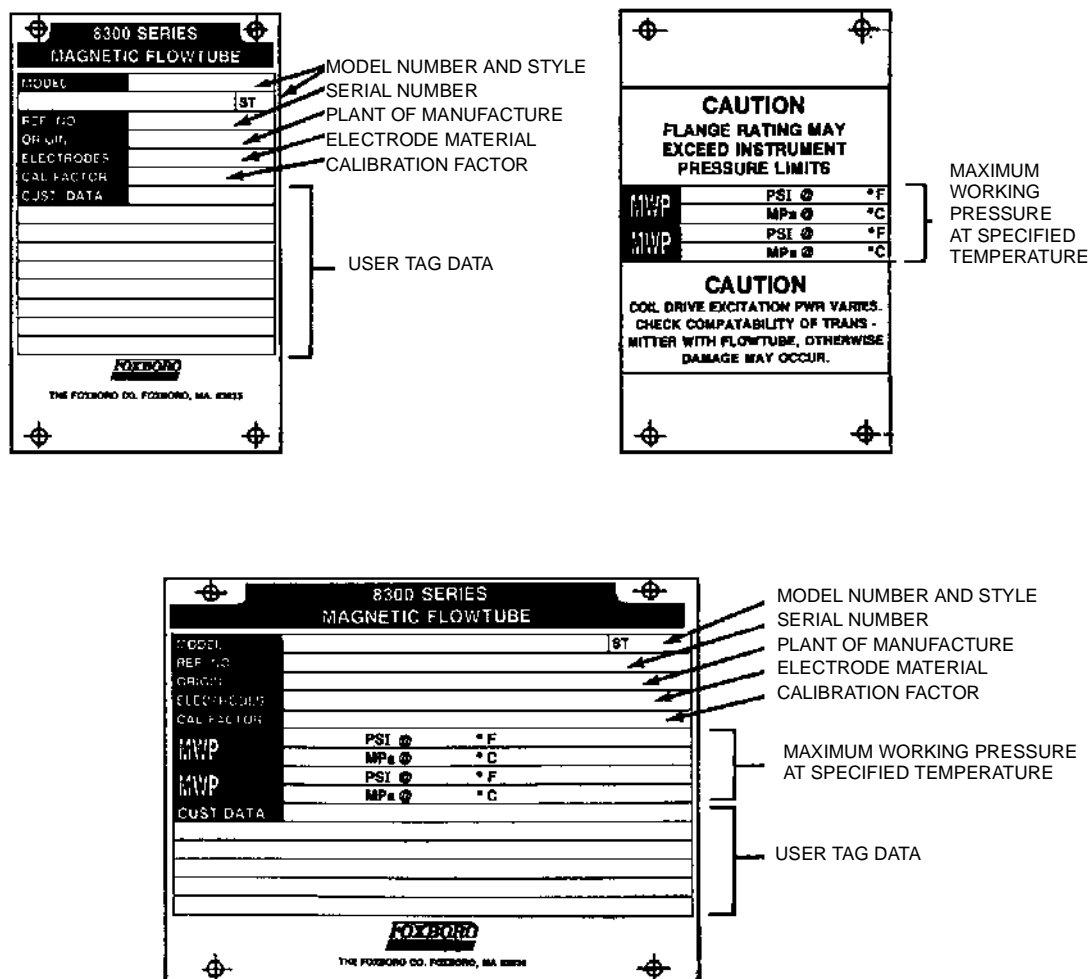 8300 SERIES
MAGNETIC FLOWTUBE
MODEL
ST
REF. NO.
ORIGIN
ELECTRODES
CAL FACTOR
CUST. DATA
FOXBORO
THE FOXBORO CO. FOXBORO, MA.
MODEL NUMBER AND STYLE
SERIAL NUMBER
PLANT OF MANUFACTURE
ELECTRODE MATERIAL
CALIBRATION FACTOR
USER TAG DATA
CAUTION
FLANGE RATING MAY
EXCEED INSTRUMENT
PRESSURE LIMITS
MWP PSI @ °F
MPa @ °C
MWP PSI @ °F
MPa @ °C
CAUTION
COIL DRIVE EXCITATION PWR VARIES.
CHECK COMPATABILITY OF TRANS -
MITTER WITH FLOWTUBE, OTHERWISE
DAMAGE MAY OCCUR.
MAXIMUM
WORKING
PRESSURE
AT SPECIFIED
TEMPERATURE
8300 SERIES
MAGNETIC FLOWTUBE
MODEL ST
REF. NO.
ORIGIN
ELECTRODES
CAL FACTOR
MWP PSI @ °F
MPa @ °C
MWP PSI @ °F
MPa @ °C
CUST DATA
FOXBORO
THE FOXBORO CO. FOXBORO, MA
MODEL NUMBER AND STYLE
SERIAL NUMBER
PLANT OF MANUFACTURE
ELECTRODE MATERIAL
CALIBRATION FACTOR
MAXIMUM WORKING PRESSURE
AT SPECIFIED TEMPERATURE
USER TAG DATA